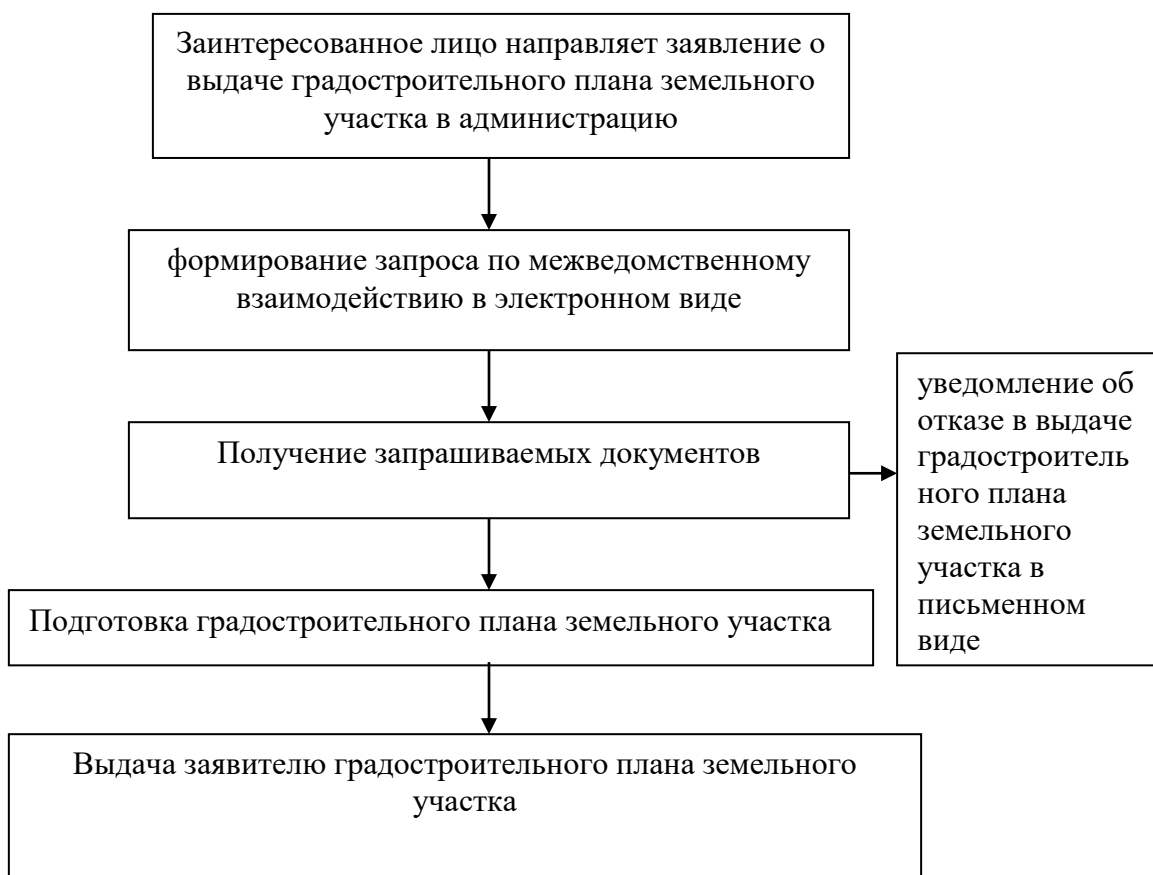 Заинтересованное лицо направляет заявление о
выдаче градостроительного плана земельного
участка в администрацию
формирование запроса по межведомственному
взаимодействию в электронном виде
Получение запрашиваемых документов
уведомление об
отказе в выдаче
градостроитель
ного плана
земельного
участка в
письменном
виде
Подготовка градостроительного плана земельного участка
Выдача заявителю градостроительного плана земельного
участка